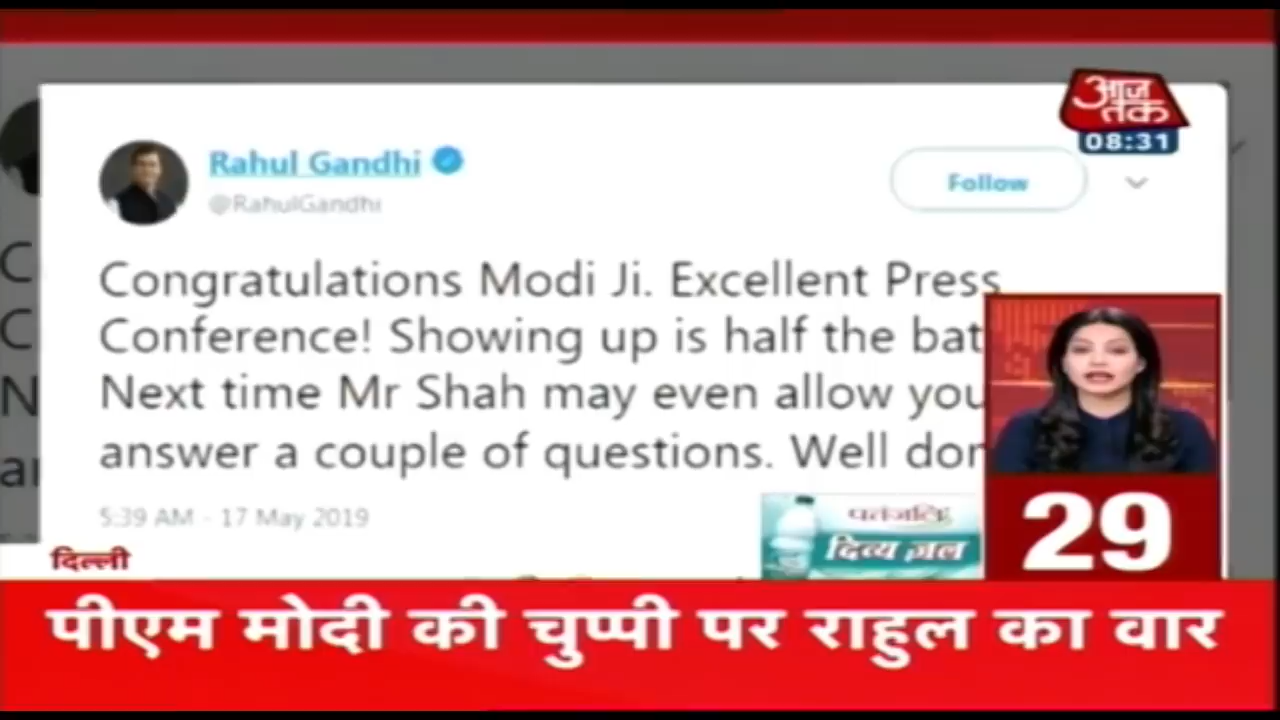 आज
तक
08:31
Rahul Gandhi
@RahulGandhi
Follow
Congratulations Modi Ji. Excellent Press
Conference! Showing up is half the bat
Next time Mr Shah may even allow you
answer a couple of questions. Well don
5:39 AM - 17 May 2019
दिल्ली
पतंजलि
दिव्य जल
29
पीएम मोदी की चुप्पी पर राहुल का वार